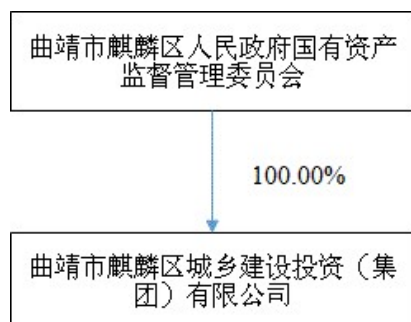 曲靖市麒麟区人民政府国有资产
监督管理委员会
100.00%
曲靖市麒麟区城乡建设投资（集
团）有限公司